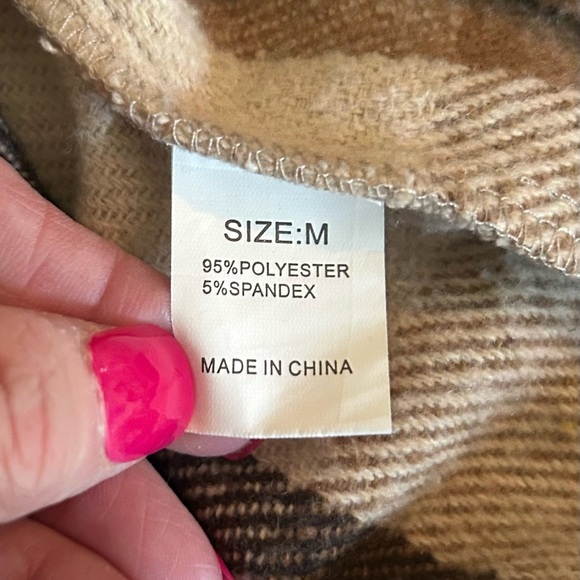 SIZE:M
95%POLYESTER
5%SPANDEX
MADE IN CHINA